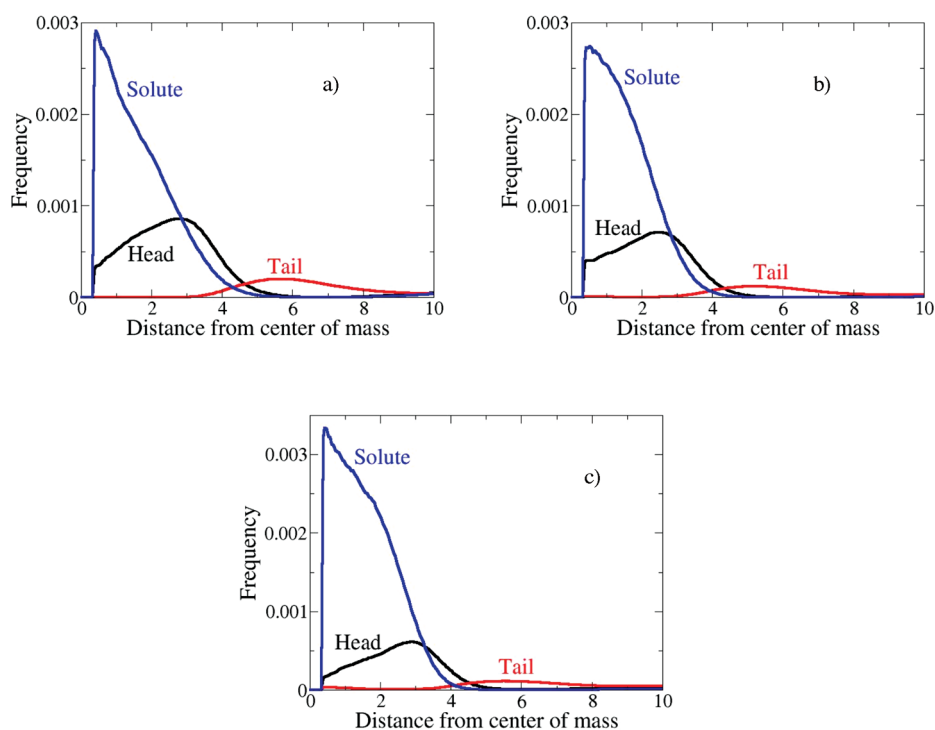 0.003
0.002
0.001
0
Frequency
Solute
Head
Tail
a)
0 2 4 6 8 10
Distance from center of mass
0.003
0.002
0.001
0
Frequency
Solute
Head
Tail
b)
0 2 4 6 8 10
Distance from center of mass
0.003
0.002
0.001
0
Frequency
Solute
Head
Tail
c)
0 2 4 6 8 10
Distance from center of mass